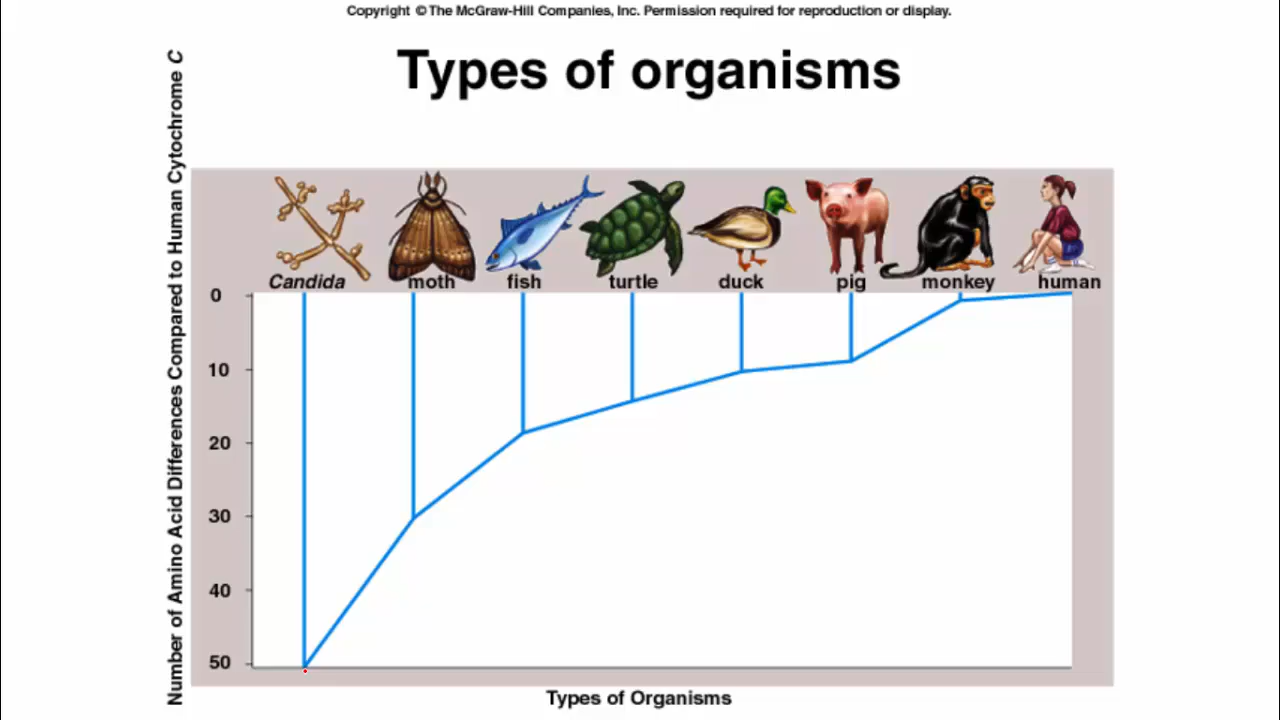 Copyright © The McGraw-Hill Companies, Inc. Permission required for reproduction or display.
Types of organisms
Number of Amino Acid Differences Compared to Human Cytochrome C
Candida moth fish turtle duck pig monkey human
0
10
20
30
40
50
Types of Organisms